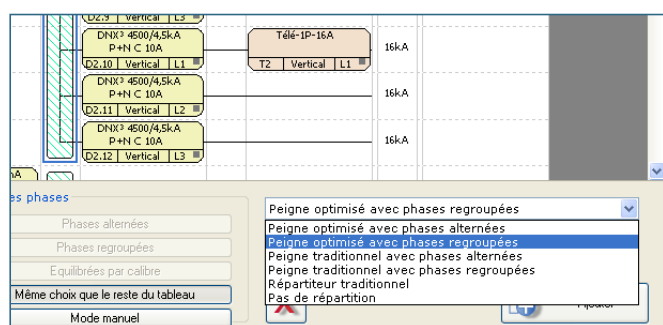 D2.9 Vertical L3
DNX³ 4500/4,5kA
P+N C 10A
D2.10 Vertical L1
Télé-1P-16A
T2 Vertical L1
16kA
DNX³ 4500/4,5kA
P+N C 10A
D2.11 Vertical L2
16kA
DNX³ 4500/4,5kA
P+N C 10A
D2.12 Vertical L3
16kA
es phases
Phases alternées
Phases regroupées
Equilibrées par calibre
Même choix que le reste du tableau
Mode manuel
Peigne optimisé avec phases regroupées
Peigne optimisé avec phases alternées
Peigne optimisé avec phases regroupées
Peigne traditionnel avec phases alternées
Peigne traditionnel avec phases regroupées
Répartiteur traditionnel
Pas de répartition